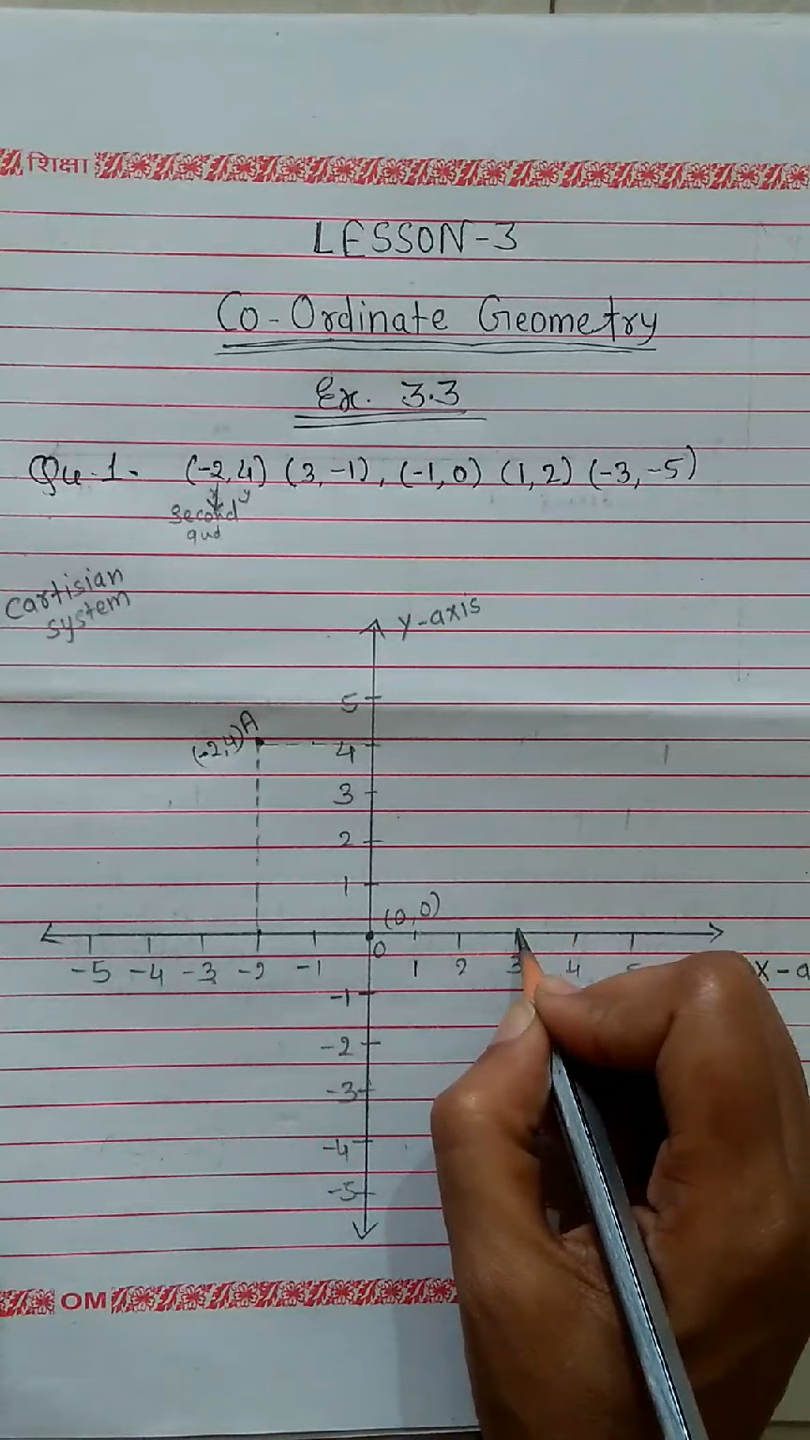 शिक्षा
LESSON-3
Co-Ordinate Geometry
Ex. 3.3
Qu.1. (-2,4) (3,-1), (-1,0) (1,2) (-3,-5)
x y
second
qud
Cartisian
system
y-axis
5
(-2,4) A
4
3
2
1
(0,0)
-5 -4 -3 -2 -1 0 1 2 3 4
x-a
-1
-2
-3
-4
-5
OM